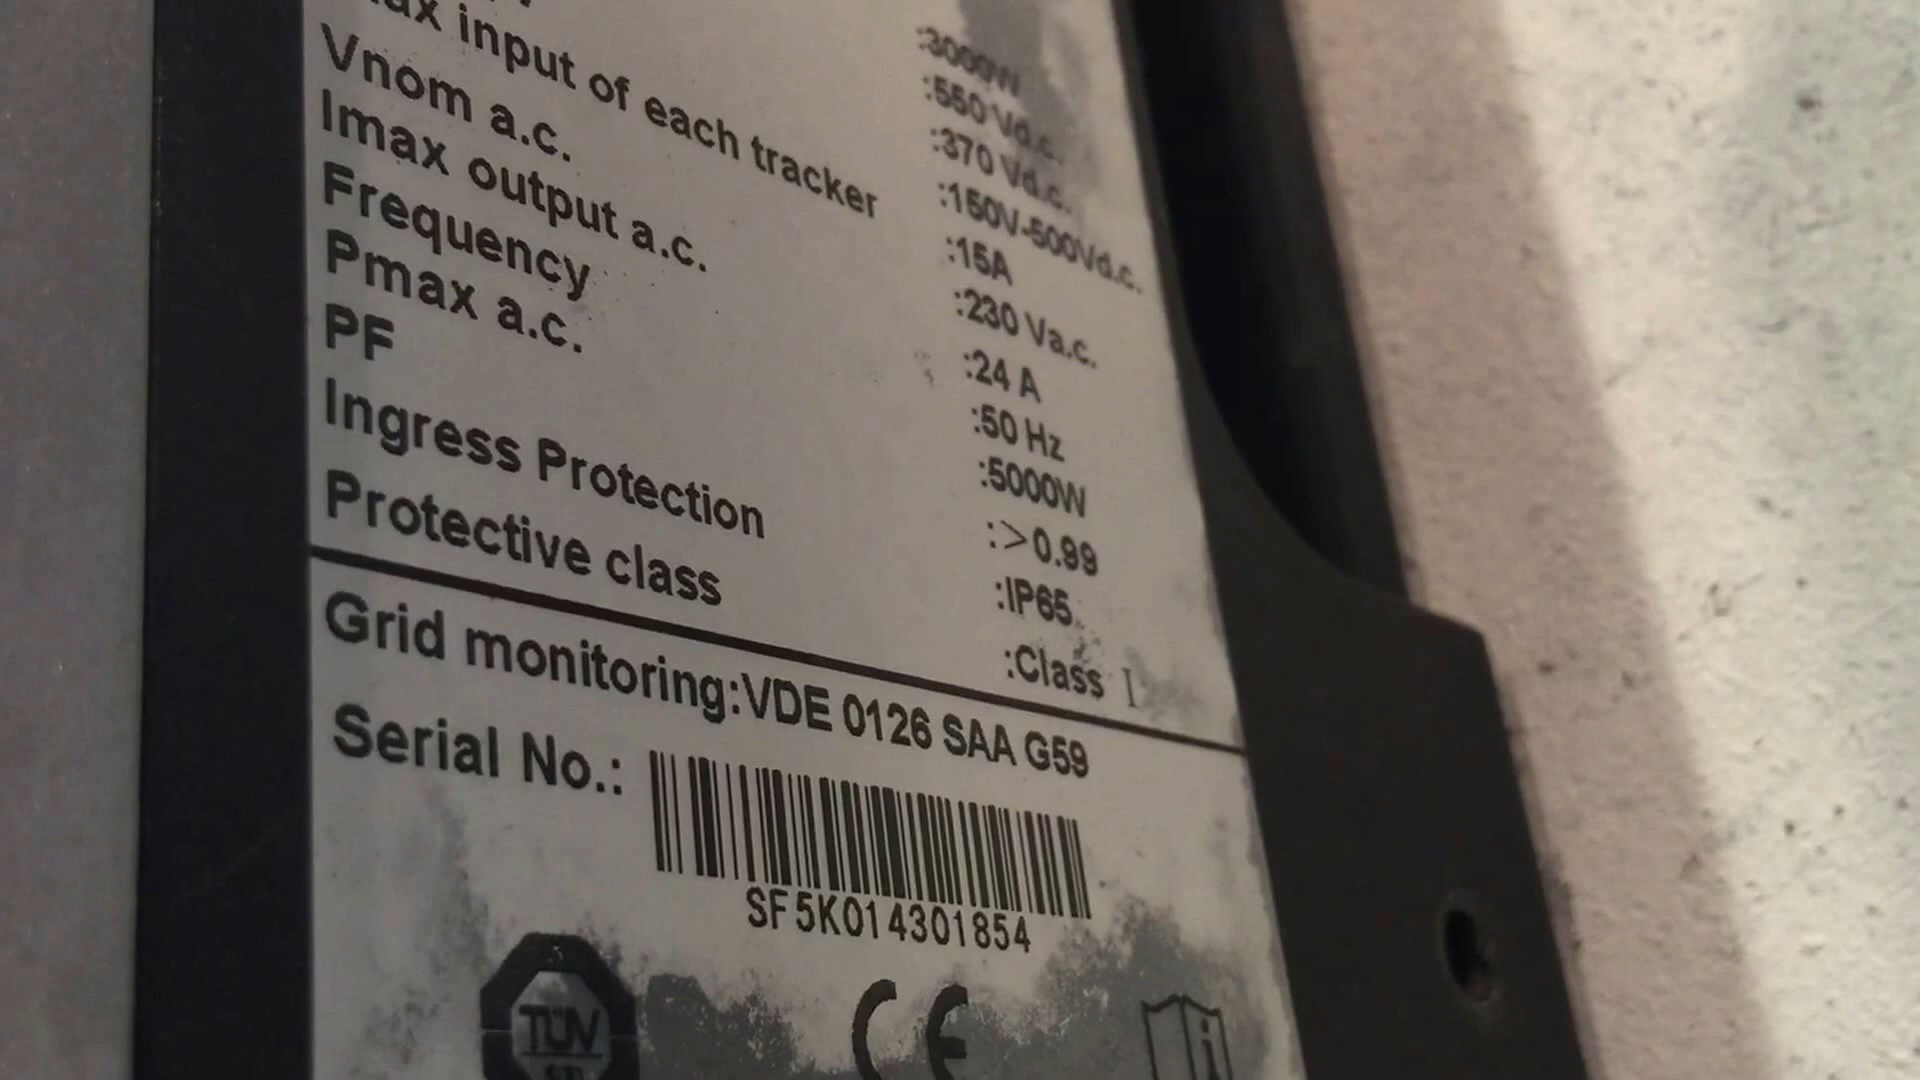 input of each tracker :15A
Vnom a.c. :230 Va.c.
Imax output a.c. :24 A
Frequency :50 Hz
Pmax a.c. :5000W
PF :>0.99
Ingress Protection :IP65
Protective class :Class I
:3000W
:550 Vd.c.
:370 Vd.c.
:150V-500Vd.c.
Grid monitoring:VDE 0126 SAA G59
Serial No.:
SF5K014301854
TÜV
CE
i